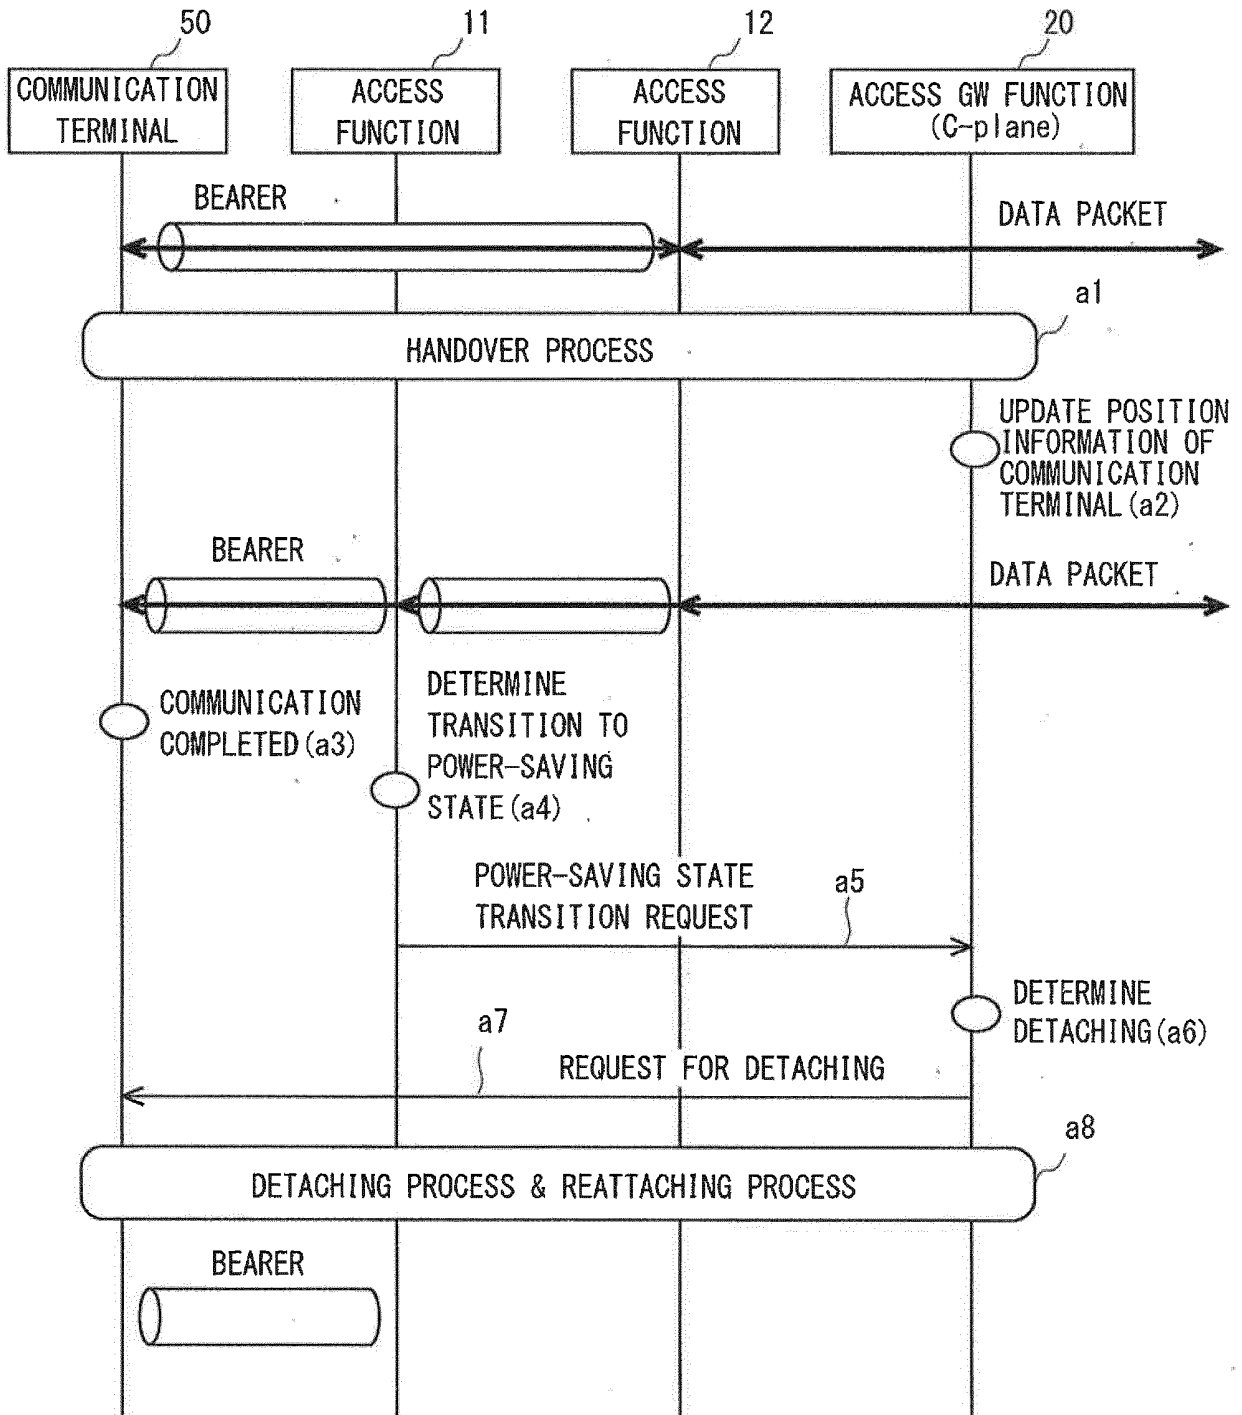 50
11
12
20
COMMUNICATION
TERMINAL
ACCESS
FUNCTION
ACCESS
FUNCTION
ACCESS GW FUNCTION
(C-plane)
BEARER
DATA PACKET
a1
HANDOVER PROCESS
UPDATE POSITION
INFORMATION OF
COMMUNICATION
TERMINAL(a2)
BEARER
DATA PACKET
COMMUNICATION
COMPLETED(a3)
DETERMINE
TRANSITION TO
POWER-SAVING
STATE(a4)
POWER-SAVING STATE
TRANSITION REQUEST
a5
DETERMINE
DETACHING(a6)
a7
REQUEST FOR DETACHING
a8
DETACHING PROCESS & REATTACHING PROCESS
BEARER